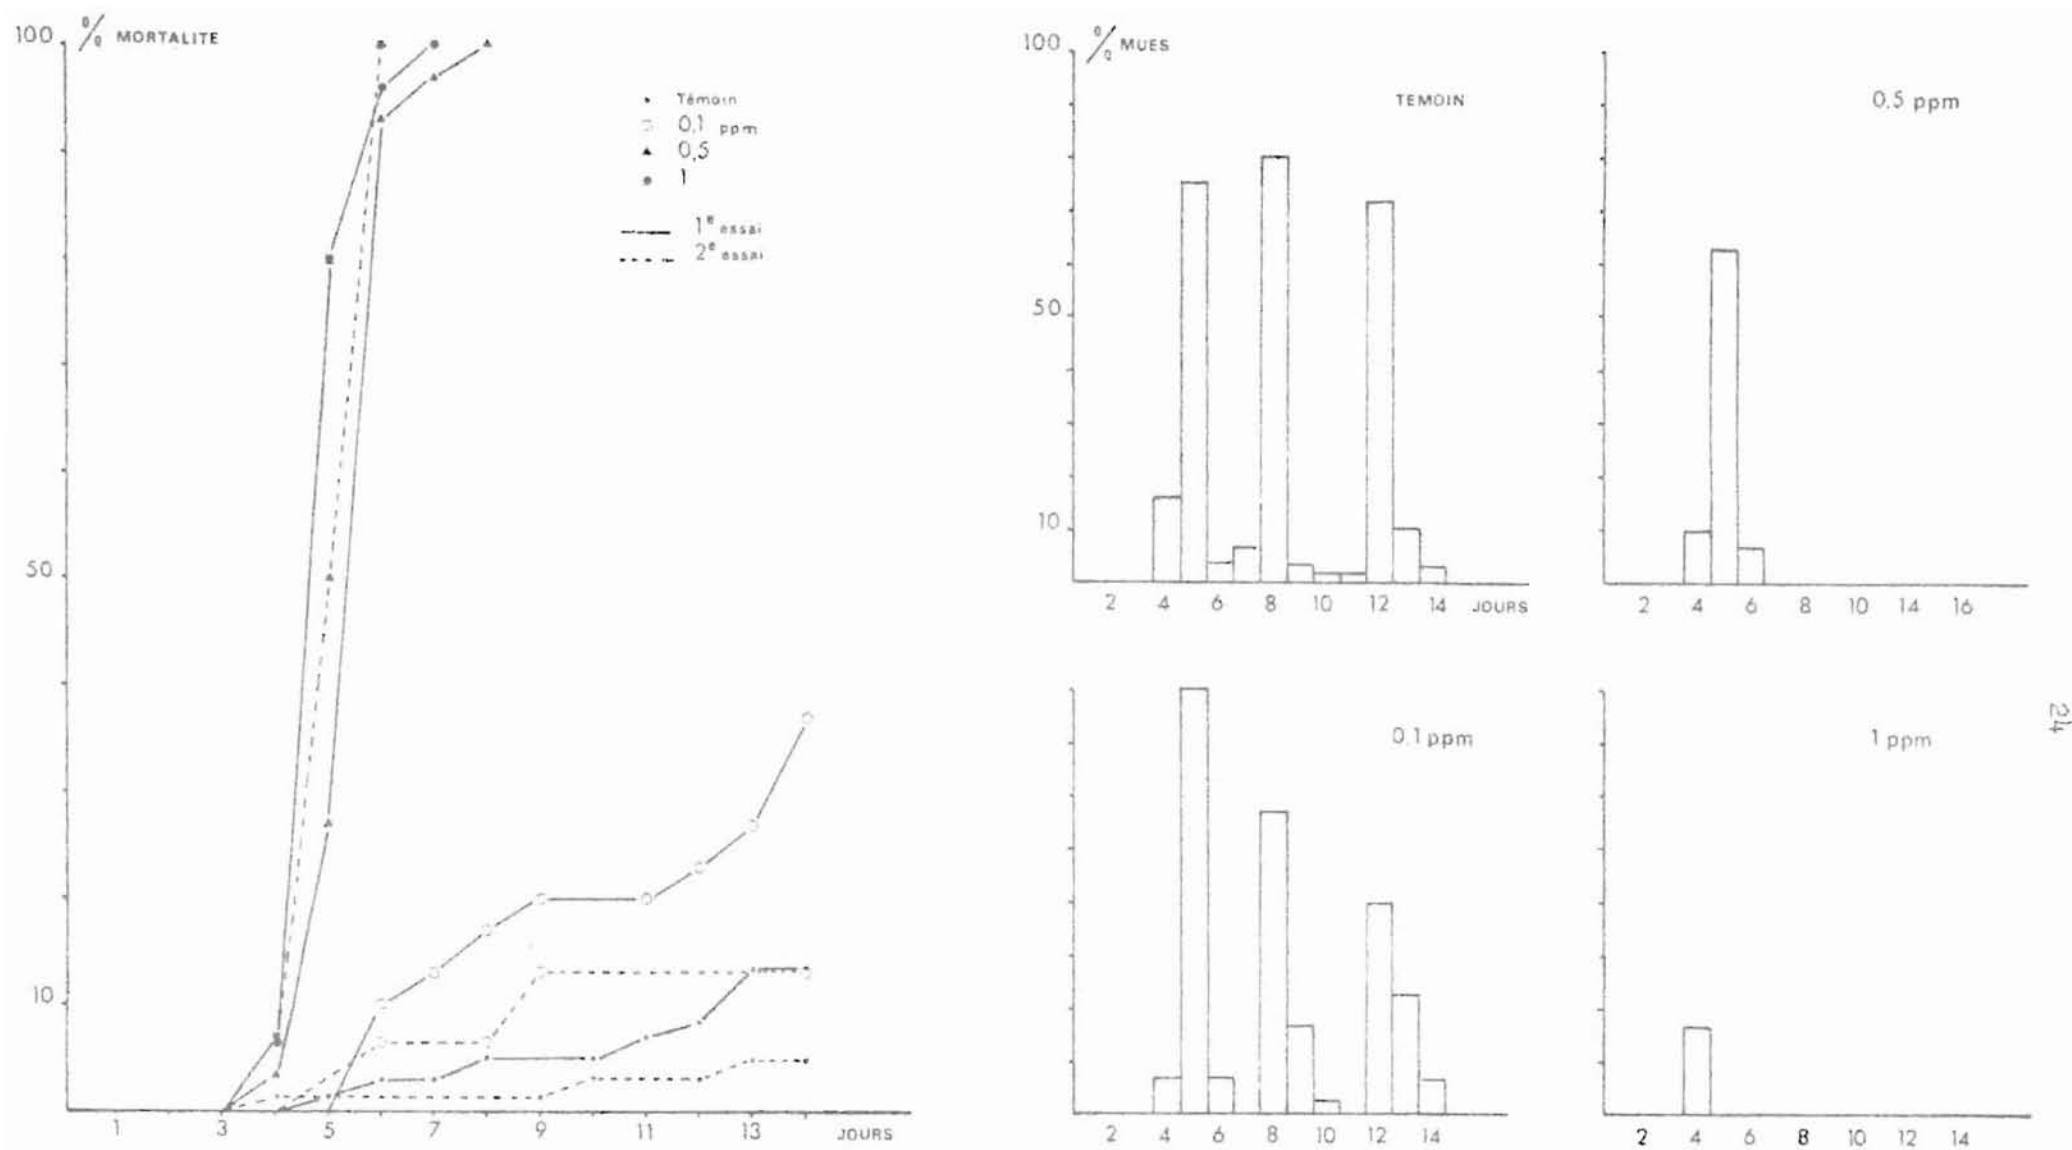 100 % MORTALITE
Témoin
0,1 ppm
0,5
1
1e essai
2e essai
50
10
1 3 5 7 9 11 13 JOURS
100 % MUES
TEMOIN
50
10
2 4 6 8 10 12 14 JOURS
0,5 ppm
2 4 6 8 10 14 16
0,1 ppm
2 4 6 8 10 12 14
1 ppm
2 4 6 8 10 12 14
24